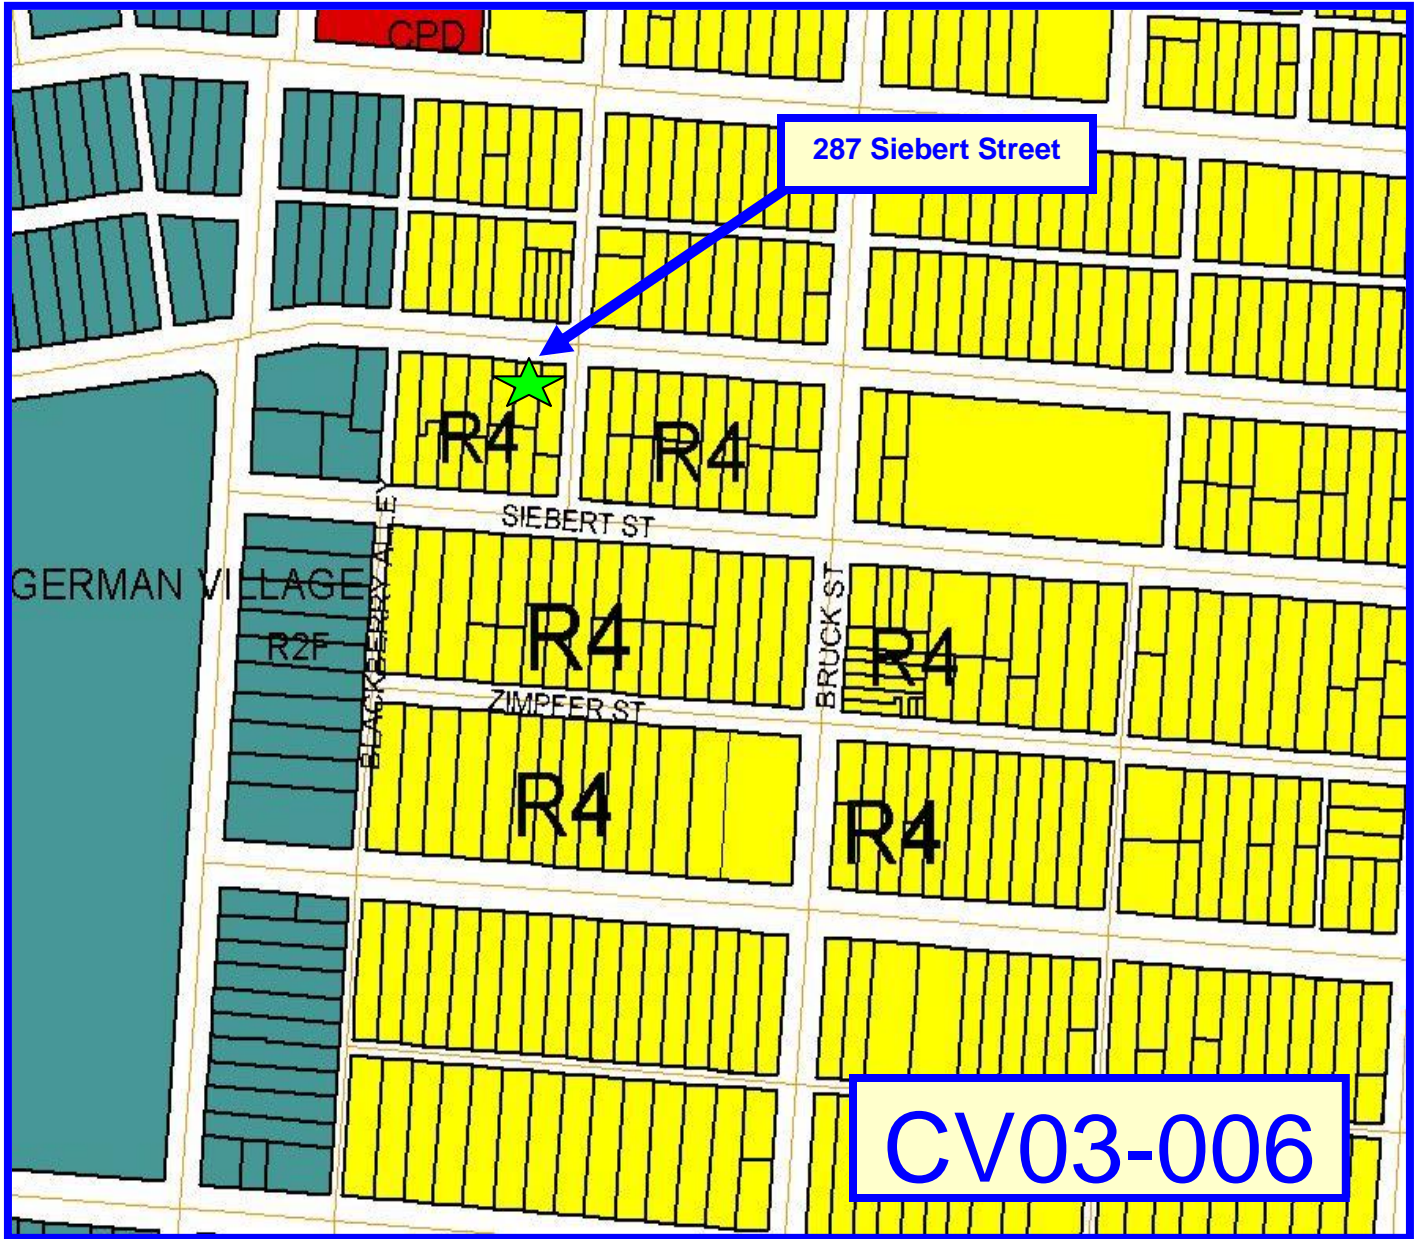 CPD
287 Siebert Street
R4
R4
SIEBERT ST
GERMAN VILLAGE
R2F
BLACKBERRY ALLEY
R4
BRUCK ST
R4
ZIMPFER ST
R4
R4
CV03-006